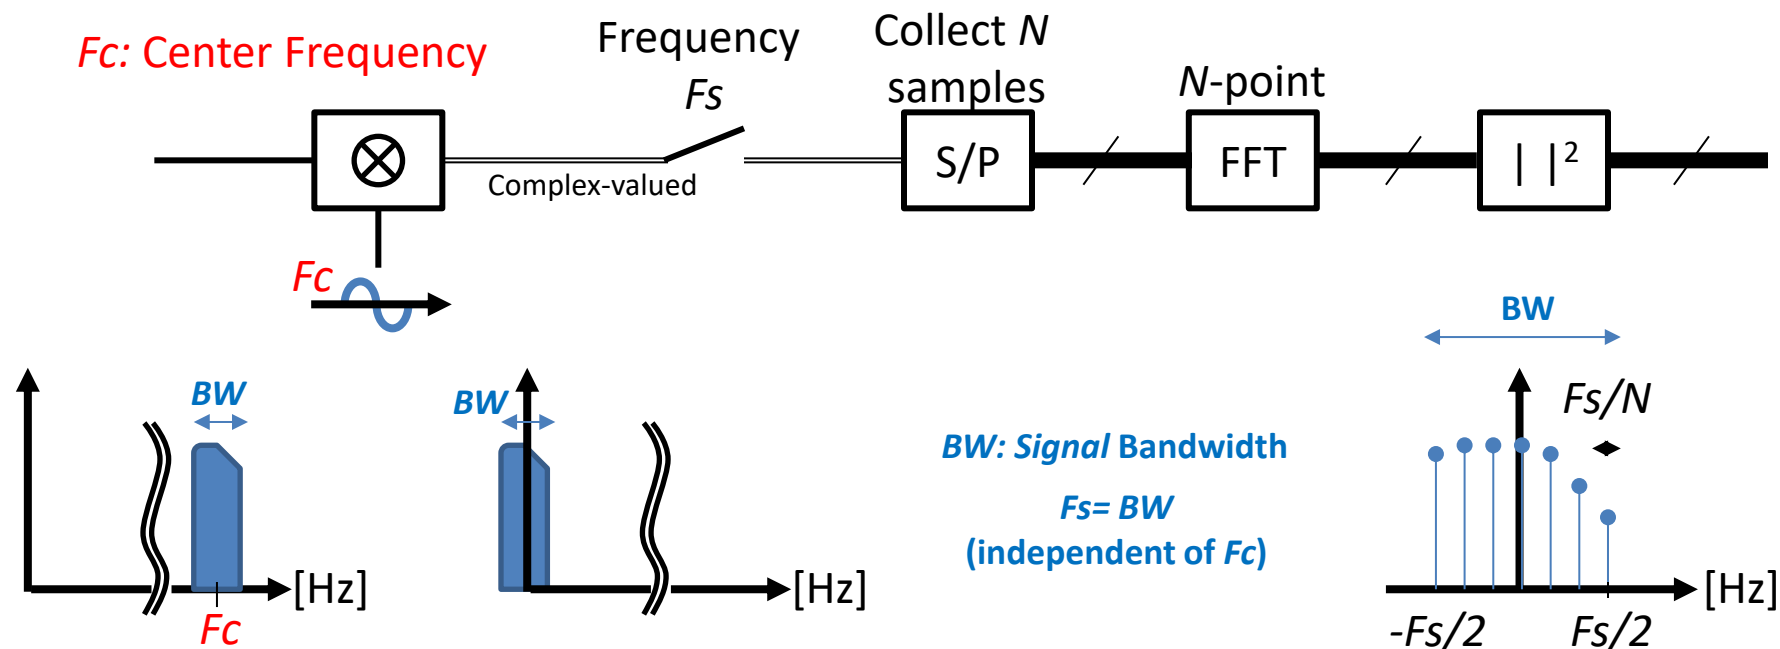 Fc: Center Frequency
Frequency
Fs
Collect N
samples
N-point
Complex-valued
S/P
FFT
| |²
Fc
BW
[Hz]
Fc
BW
[Hz]
BW: Signal Bandwidth
Fs= BW
(independent of Fc)
BW
Fs/N
[Hz]
-Fs/2
Fs/2